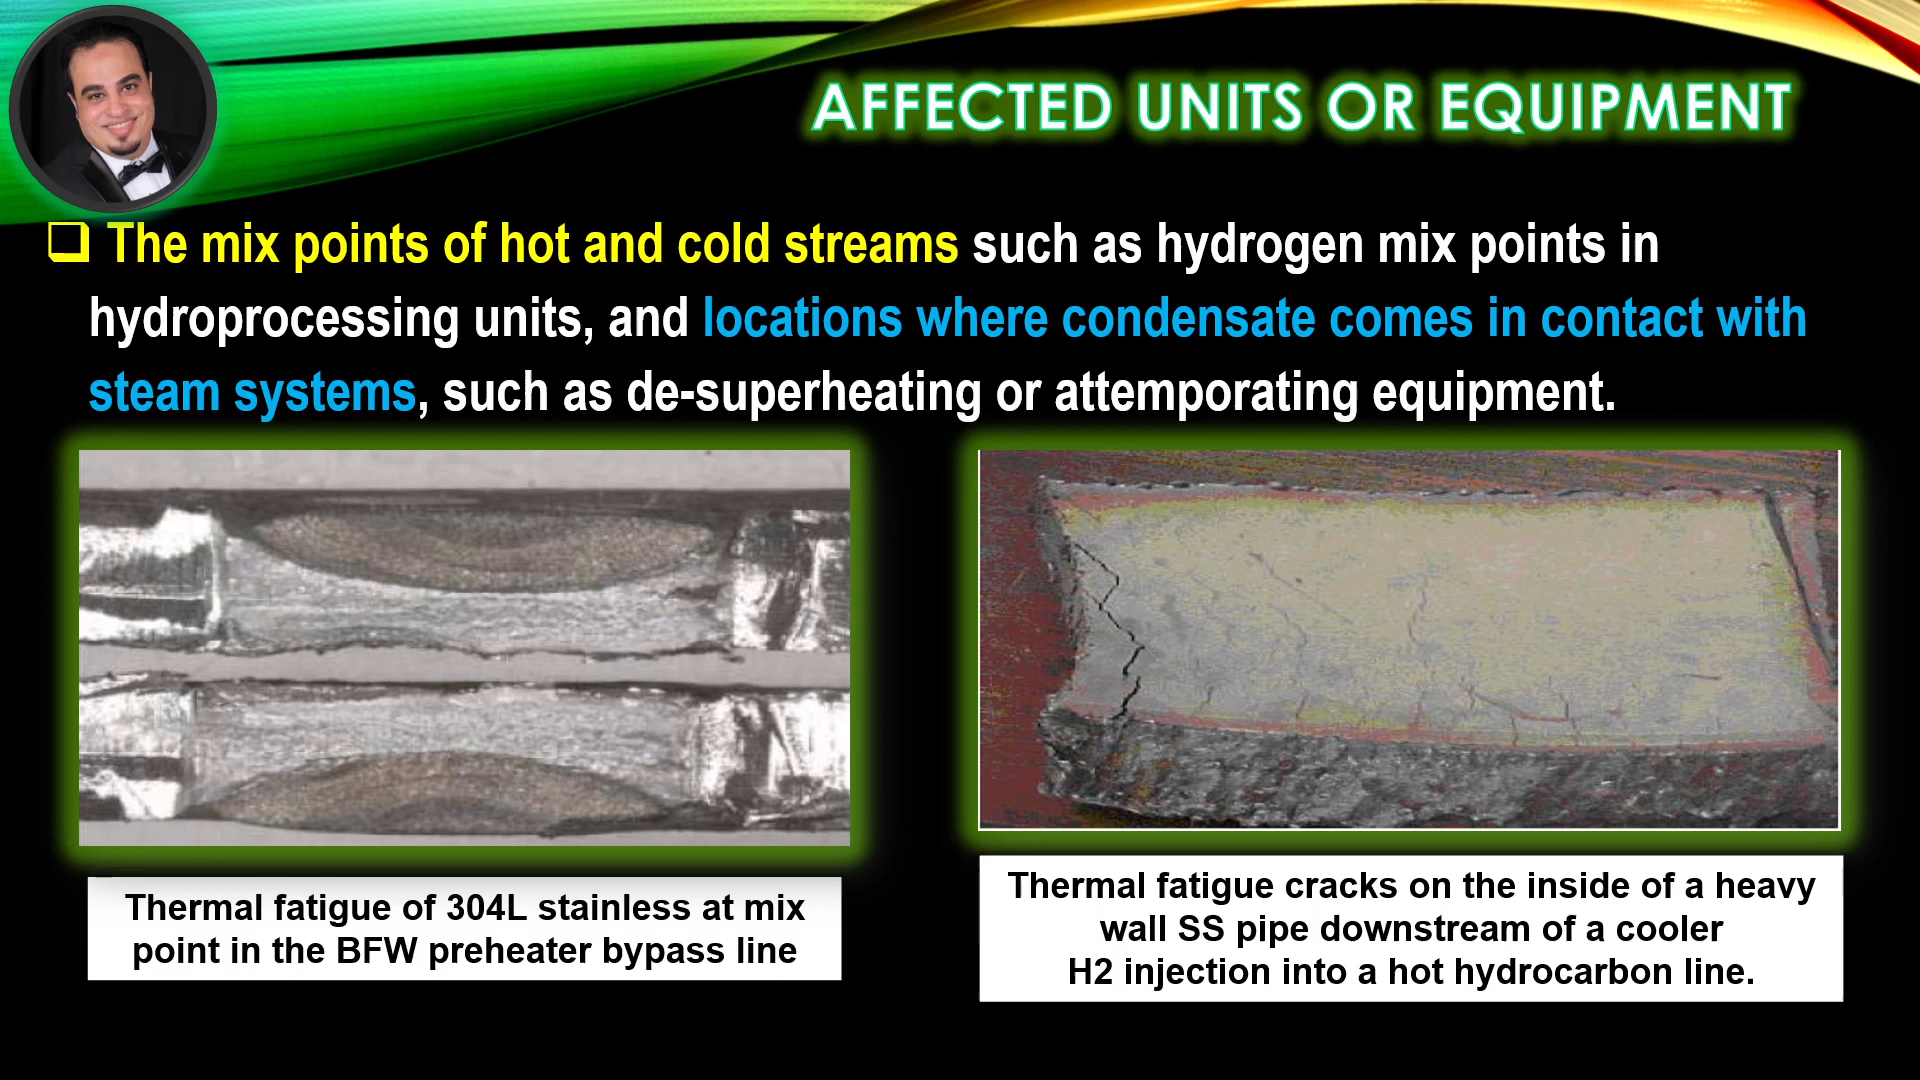 AFFECTED UNITS OR EQUIPMENT
The mix points of hot and cold streams such as hydrogen mix points in
hydroprocessing units, and locations where condensate comes in contact with
steam systems, such as de-superheating or attemporating equipment.
Thermal fatigue of 304L stainless at mix
point in the BFW preheater bypass line
Thermal fatigue cracks on the inside of a heavy
wall SS pipe downstream of a cooler
H2 injection into a hot hydrocarbon line.